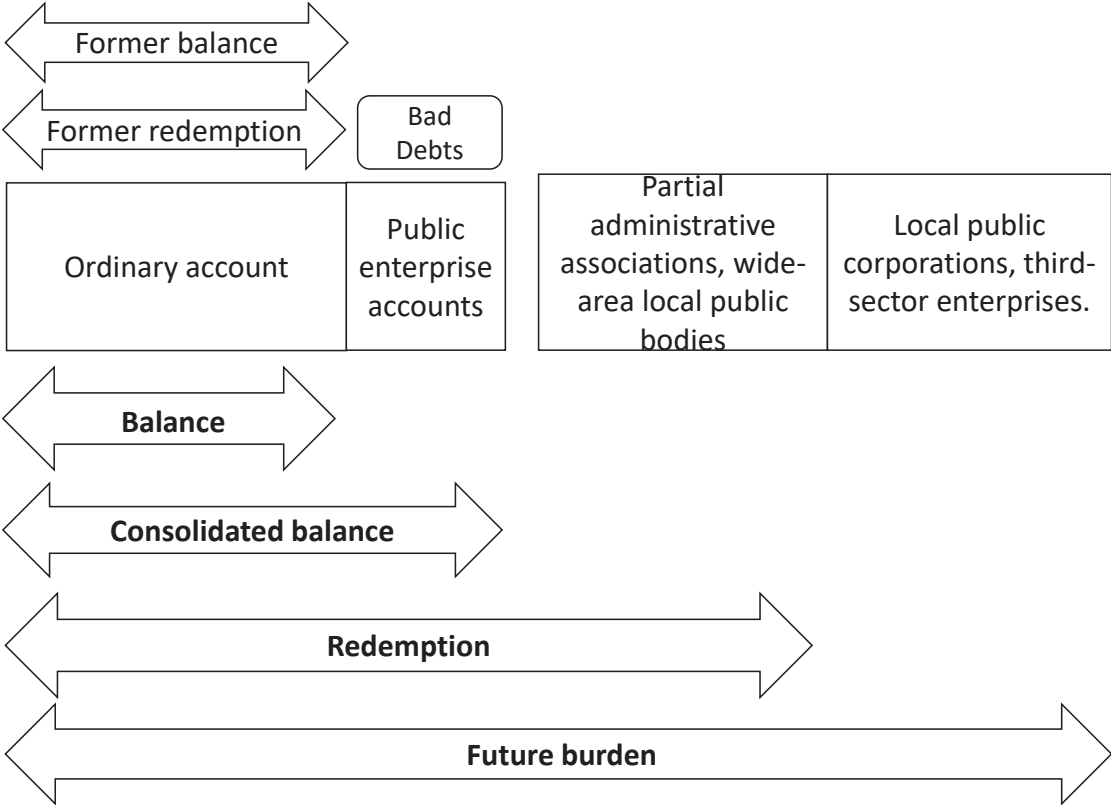 Former balance
Former redemption
Bad
Debts
Ordinary account
Public
enterprise
accounts
Partial
administrative
associations, wide-
area local public
bodies
Local public
corporations, third-
sector enterprises.
Balance
Consolidated balance
Redemption
Future burden